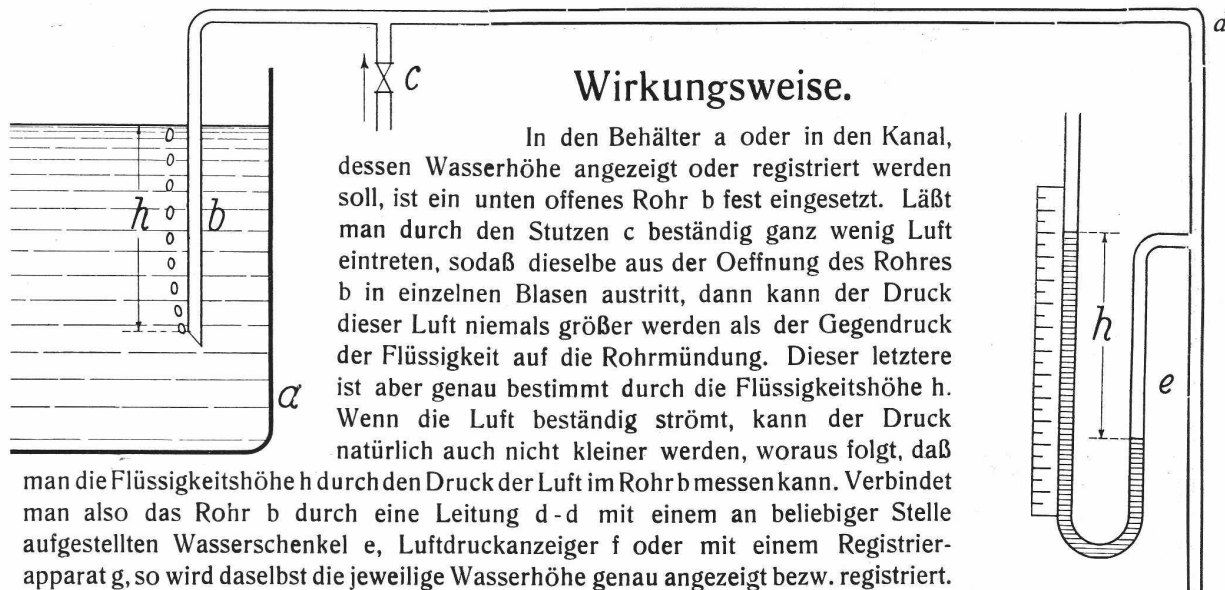 d
c
Wirkungsweise.
In den Behälter a oder in den Kanal,
dessen Wasserhöhe angezeigt oder registriert werden
soll, ist ein unten offenes Rohr b fest eingesetzt. Läßt
man durch den Stutzen c beständig ganz wenig Luft
eintreten, sodaß dieselbe aus der Oeffnung des Rohres
b in einzelnen Blasen austritt, dann kann der Druck
dieser Luft niemals größer werden als der Gegendruck
der Flüssigkeit auf die Rohrmündung. Dieser letztere
ist aber genau bestimmt durch die Flüssigkeitshöhe h.
Wenn die Luft beständig strömt, kann der Druck
natürlich auch nicht kleiner werden, woraus folgt, daß
man die Flüssigkeitshöhe h durch den Druck der Luft im Rohr b messen kann. Verbindet
man also das Rohr b durch eine Leitung d-d mit einem an beliebiger Stelle
aufgestellten Wasserschenkel e, Luftdruckanzeiger f oder mit einem Registrier-
apparat g, so wird daselbst die jeweilige Wasserhöhe genau angezeigt bezw. registriert.
h b
a
h
e